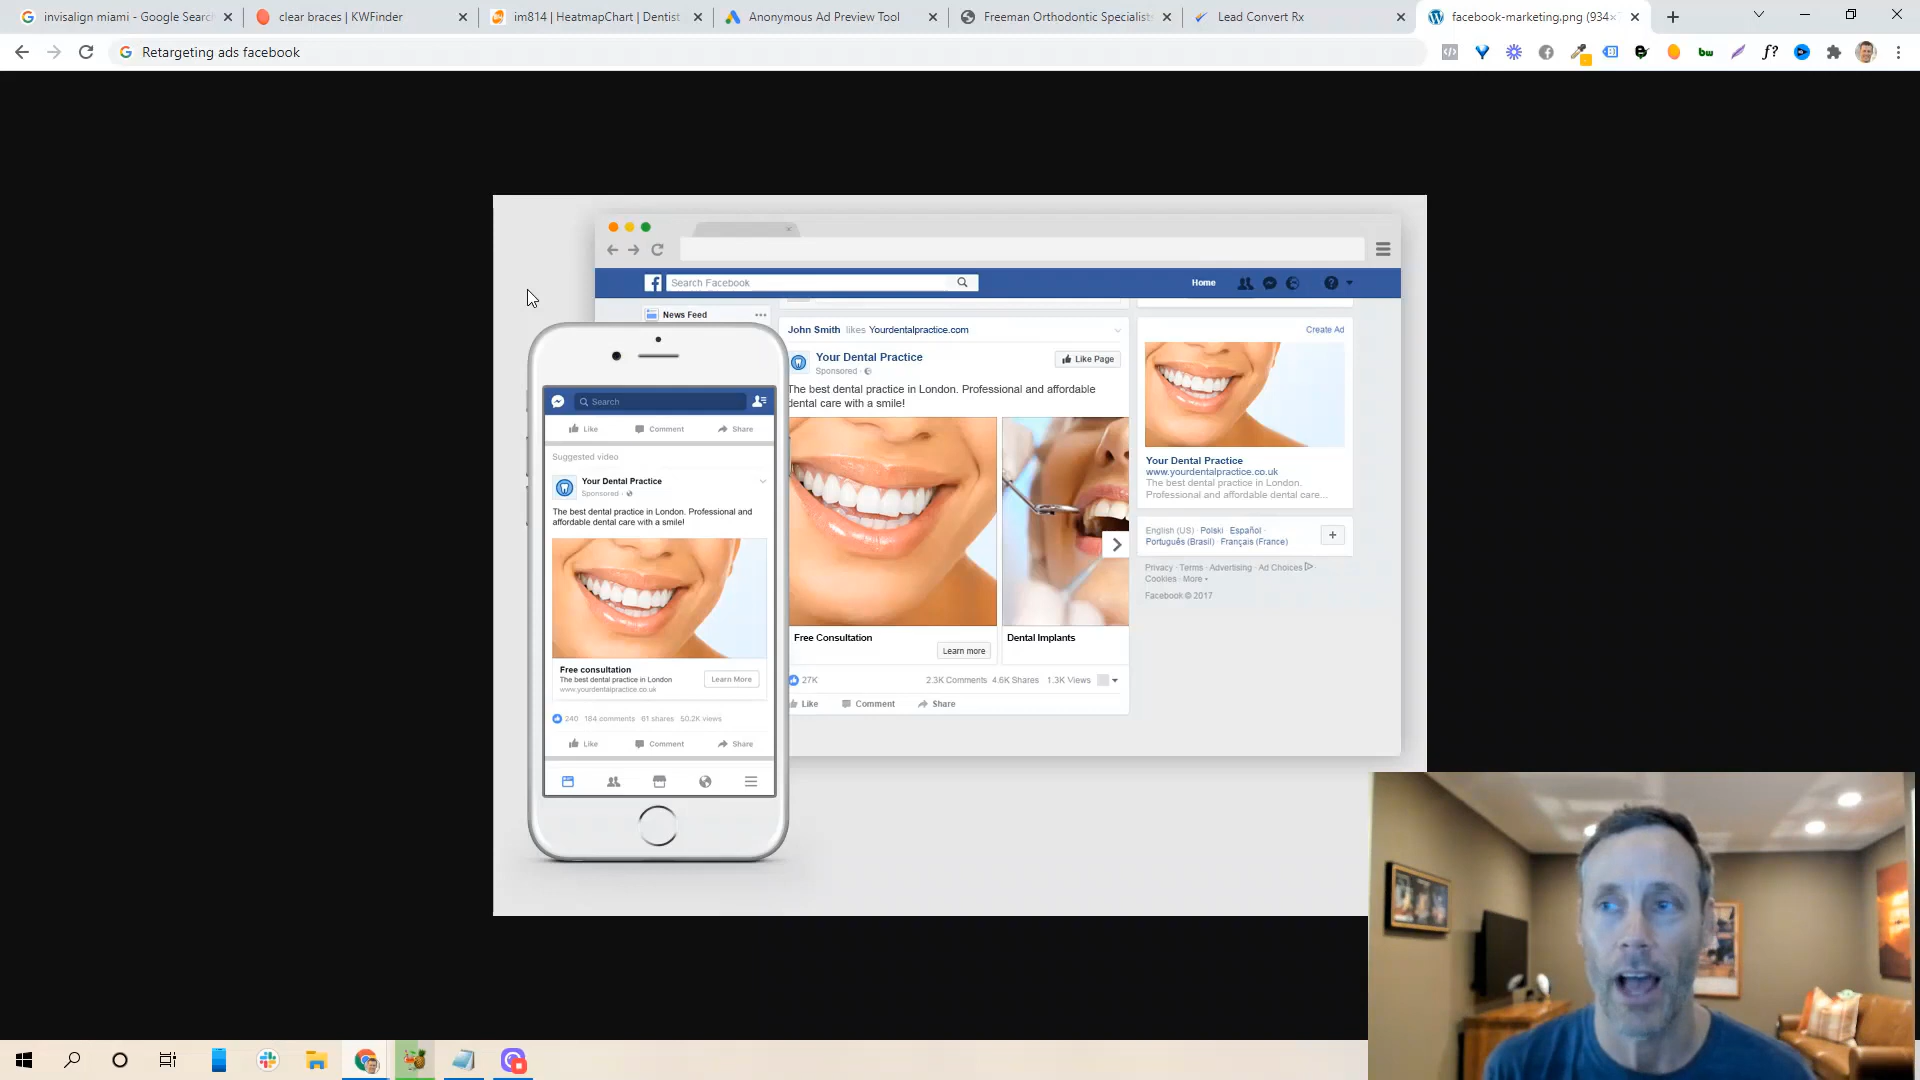 invisalign miami - Google Searc
clear braces | KWFinder
im814 | HeatmapChart | Dentist
Anonymous Ad Preview Tool
Freeman Orthodontic Specialist
Lead Convert Rx
facebook-marketing.png (934×
Retargeting ads facebook
bw
f?
Search Facebook
Home
News Feed
John Smith likes Yourdentalpractice.com
Create Ad
Your Dental Practice
Like Page
Sponsored ·
The best dental practice in London. Professional and affordable
dental care with a smile!
Free Consultation
Learn more
Dental Implants
27K
2.3K Comments 4.6K Shares 1.3K Views
Like Comment Share
Your Dental Practice
www.yourdentalpractice.co.uk
The best dental practice in London.
Professional and affordable dental care...
English (US) · Polski · Español ·
Português (Brasil) · Français (France)
Privacy · Terms · Advertising · Ad Choices
Cookies · More
Facebook © 2017
Search
Like Comment Share
Suggested video
Your Dental Practice
Sponsored ·
The best dental practice in London. Professional and
affordable dental care with a smile!
Free consultation
The best dental practice in London
www.yourdentalpractice.co.uk
Learn More
240 184 comments 61 shares 50.2K views
Like Comment Share